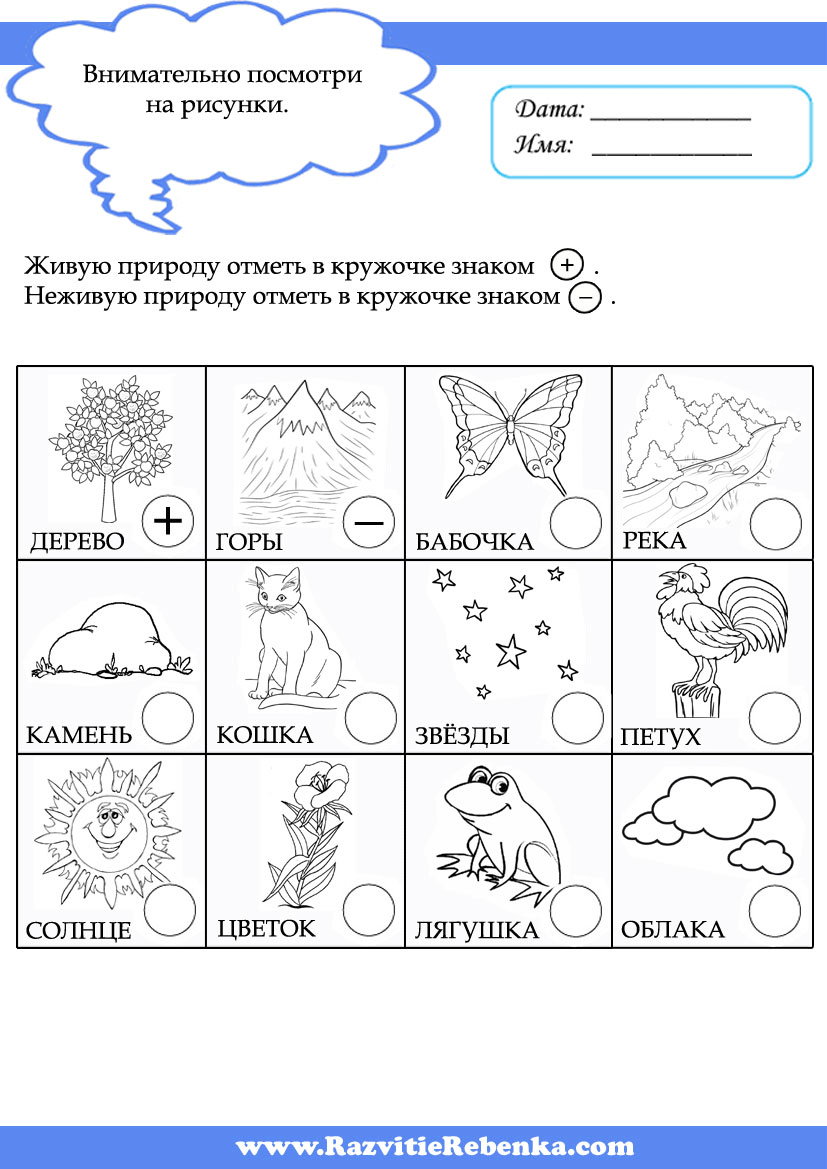 Внимательно посмотри
на рисунки.
Дата: ____________
Имя: ____________
Живую природу отметь в кружочке знаком + .
Неживую природу отметь в кружочке знаком – .
ДЕРЕВО + ГОРЫ – БАБОЧКА РЕКА
КАМЕНЬ КОШКА ЗВЁЗДЫ ПЕТУХ
СОЛНЦЕ ЦВЕТОК ЛЯГУШКА ОБЛАКА
www.RazvitieRebenka.com